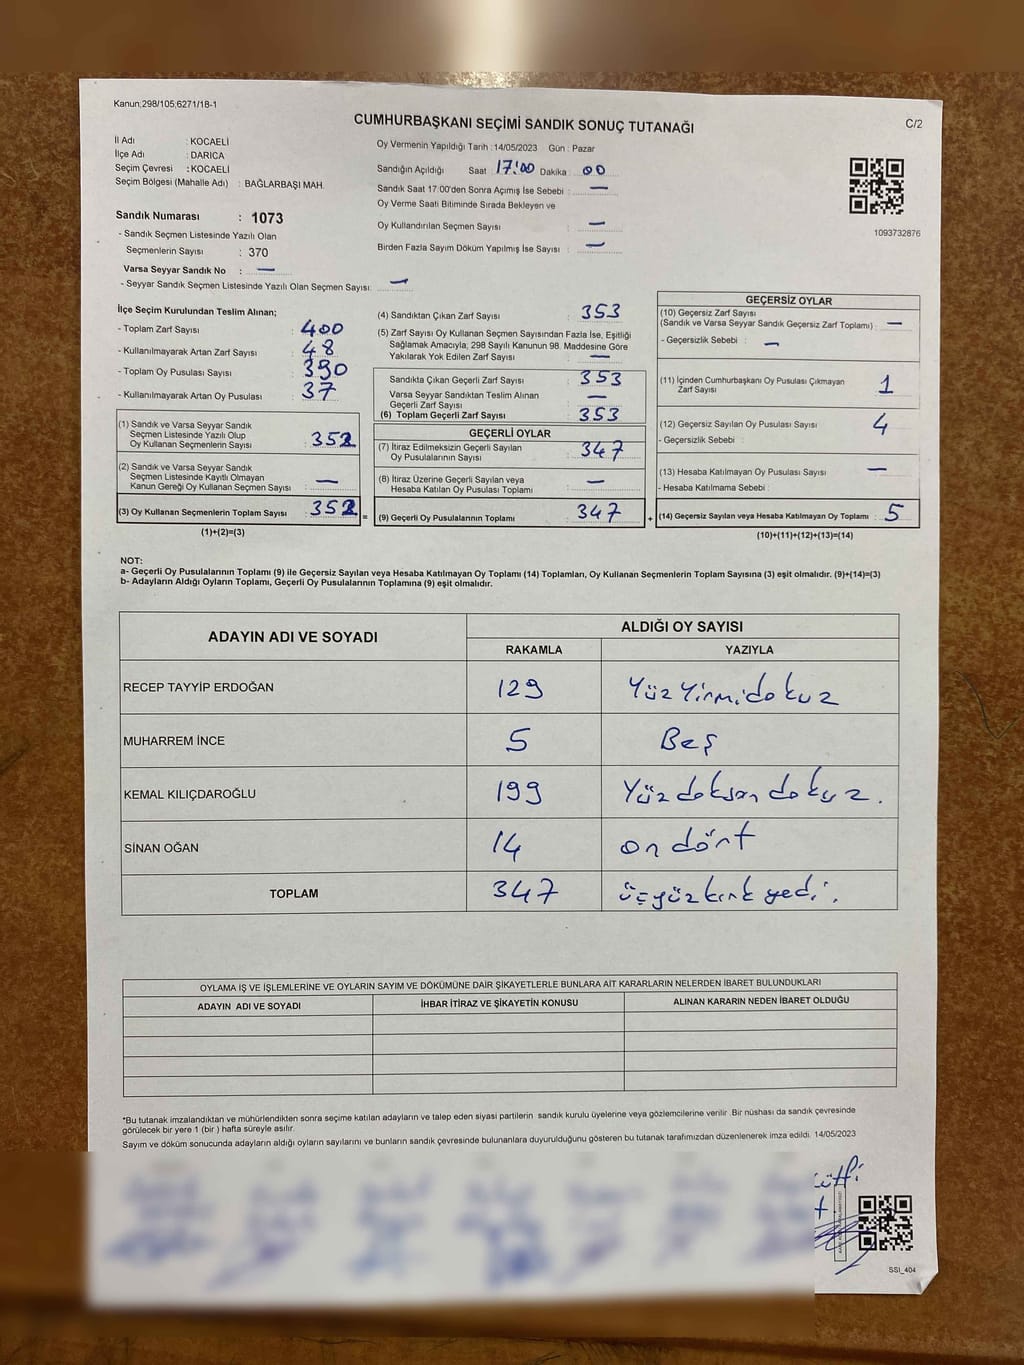 Kanun;298/105,6271/18-1
CUMHURBAŞKANI SEÇİMİ SANDIK SONUÇ TUTANAĞI
C/2
İl Adı : KOCAELİ
İlçe Adı : DARICA
Seçim Çevresi : KOCAELİ
Seçim Bölgesi (Mahalle Adı) : BAĞLARBAŞI MAH.
Oy Vermenin Yapıldığı Tarih : 14/05/2023 Gün : Pazar
Sandığın Açıldığı Saat : 17:00 Dakika : 00
Sandık Saat 17:00'den Sonra Açımış İse Sebebi : —
Oy Verme Saati Bitiminde Sırada Bekleyen ve
Oy Kullandırılan Seçmen Sayısı : —
Birden Fazla Sayım Döküm Yapılmış İse Sayısı : —
1093732876
Sandık Numarası : 1073
- Sandık Seçmen Listesinde Yazılı Olan
Seçmenlerin Sayısı : 370
Varsa Seyyar Sandık No : —
- Seyyar Sandık Seçmen Listesinde Yazılı Olan Seçmen Sayısı: —
İlçe Seçim Kurulundan Teslim Alınan;
- Toplam Zarf Sayısı : 400
- Kullanılmayarak Artan Zarf Sayısı : 48
- Toplam Oy Pusulası Sayısı : 390
- Kullanılmayarak Artan Oy Pusulası : 37
(1) Sandık ve Varsa Seyyar Sandık
Seçmen Listesinde Yazılı Olup
Oy Kullanan Seçmenlerin Sayısı : 352
(2) Sandık ve Varsa Seyyar Sandık
Seçmen Listesinde Kayıtlı Olmayan
Kanun Gereği Oy Kullanan Seçmen Sayısı : —
(3) Oy Kullanan Seçmenlerin Toplam Sayısı : 352
(1)+(2)=(3)
(4) Sandıktan Çıkan Zarf Sayısı : 353
(5) Zarf Sayısı Oy Kullanan Seçmen Sayısından Fazla İse, Eşitliği
Sağlamak Amacıyla, 298 Sayılı Kanunun 98. Maddesine Göre
Yakılarak Yok Edilen Zarf Sayısı : —
Sandıkta Çıkan Geçerli Zarf Sayısı : 353
Varsa Seyyar Sandıktan Teslim Alınan
Geçerli Zarf Sayısı : —
(6) Toplam Geçerli Zarf Sayısı : 353
GEÇERLİ OYLAR
(7) İtiraz Edilmeksizin Geçerli Sayılan
Oy Pusulalarının Sayısı : 347
(8) İtiraz Üzerine Geçerli Sayılan veya
Hesaba Katılan Oy Pusulası Toplamı : —
= (9) Geçerli Oy Pusulalarının Toplamı : 347 +
GEÇERSİZ OYLAR
(10) Geçersiz Zarf Sayısı
(Sandık ve Varsa Seyyar Sandık Geçersiz Zarf Toplamı) : —
- Geçersizlik Sebebi : —
(11) İçinden Cumhurbaşkanı Oy Pusulası Çıkmayan
Zarf Sayısı : 1
(12) Geçersiz Sayılan Oy Pusulası Sayısı : 4
- Geçersizlik Sebebi :
(13) Hesaba Katılmayan Oy Pusulası Sayısı : —
- Hesaba Katılmama Sebebi :
(14) Geçersiz Sayılan veya Hesaba Katılmayan Oy Toplamı : 5
(10)+(11)+(12)+(13)=(14)
NOT:
a- Geçerli Oy Pusulalarının Toplamı (9) ile Geçersiz Sayılan veya Hesaba Katılmayan Oy Toplamı (14) Toplamları, Oy Kullanan Seçmenlerin Toplam Sayısına (3) eşit olmalıdır. (9)+(14)=(3)
b- Adayların Aldığı Oyların Toplamı, Geçerli Oy Pusulalarının Toplamına (9) eşit olmalıdır.
ADAYIN ADI VE SOYADI
ALDIĞI OY SAYISI
RAKAMLA YAZIYLA
RECEP TAYYİP ERDOĞAN 129 Yüz Yirmi dokuz
MUHARREM İNCE 5 Beş
KEMAL KILIÇDAROĞLU 199 Yüz doksan dokuz.
SİNAN OĞAN 14 on dört
TOPLAM 347 üçyüz kırk yedi.
OYLAMA İŞ VE İŞLEMLERİNE VE OYLARIN SAYIM VE DÖKÜMÜNE DAİR ŞİKAYETLERLE BUNLARA AİT KARARLARIN NELERDEN İBARET BULUNDUKLARI
ADAYIN ADI VE SOYADI İHBAR İTİRAZ VE ŞİKAYETİN KONUSU ALINAN KARARIN NEDEN İBARET OLDUĞU
*Bu tutanak imzalandıktan ve mühürlendikten sonra seçime katılan adayların ve talep eden siyasi partilerin sandık kurulu üyelerine veya gözlemcilerine verilir. Bir nüshası da sandık çevresinde
görülecek bir yere 1 (bir ) hafta süreyle asılır.
Sayım ve döküm sonucunda adayların aldığı oyların sayılarını ve bunların sandık çevresinde bulunanlara duyurulduğunu gösteren bu tutanak tarafımızdan düzenlenerek imza edildi. 14/05/2023
SSI_404